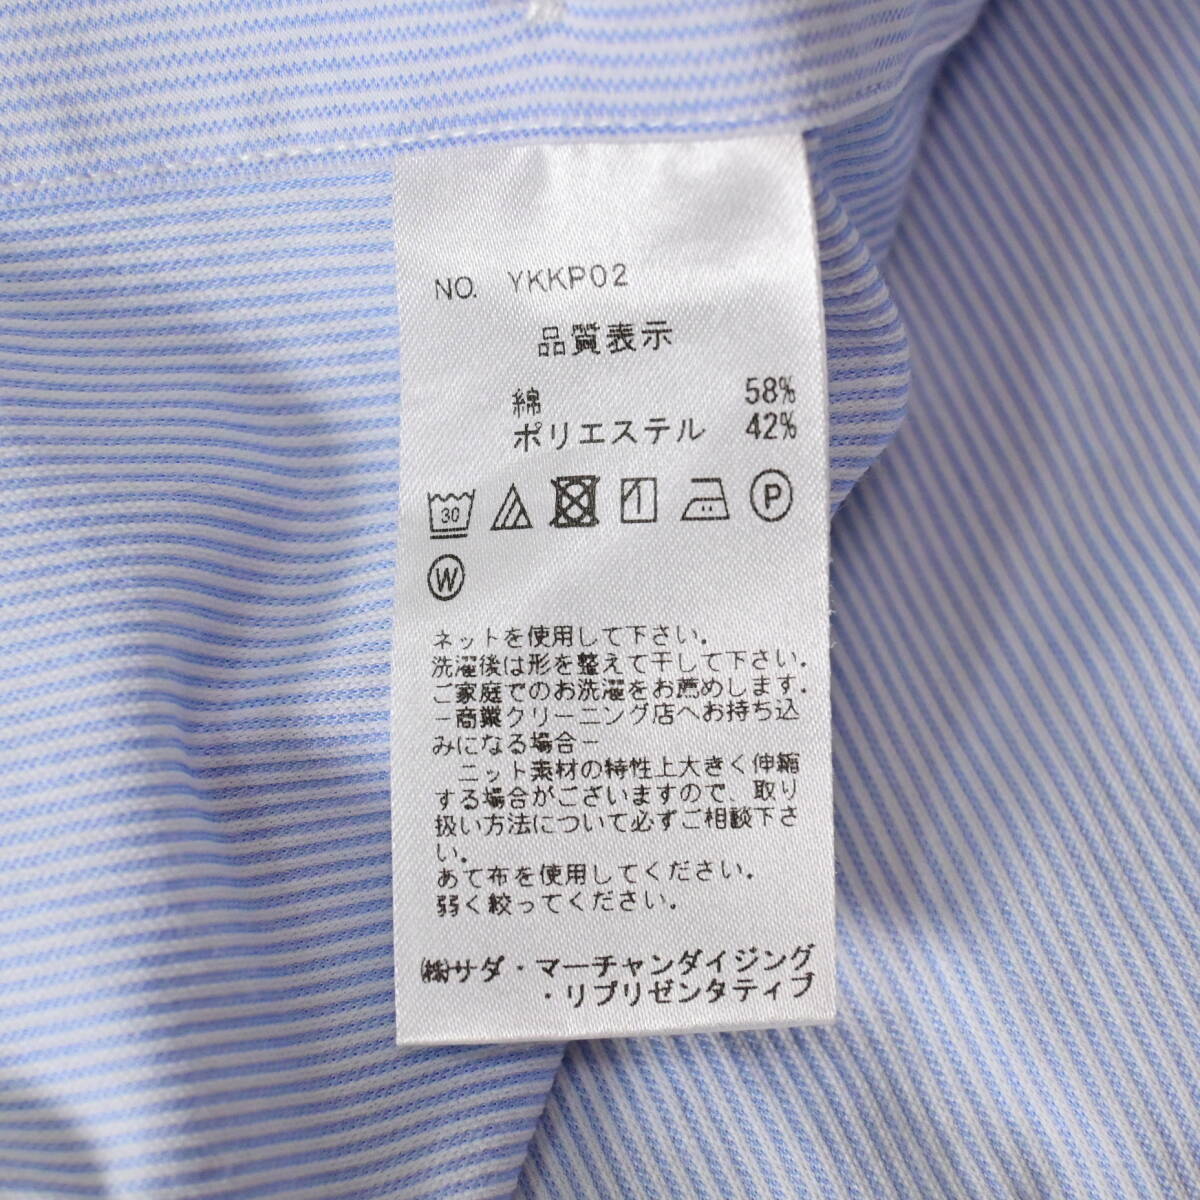 NO. YKKP02
品質表示
綿 58%
ポリエステル 42%
30
P
W
ネットを使用して下さい.
洗濯後は形を整えて干して下さい.
ご家庭でのお洗濯をお薦めします.
-商業クリーニング店へお持ち込
みになる場合-
ニット素材の特性上大きく伸縮
する場合がございますので、取り
扱い方法について必ずご相談下さ
い。
あて布を使用してください.
弱く絞ってください.
㈱サダ・マーチャンダイジング
・リプリゼンタティブ